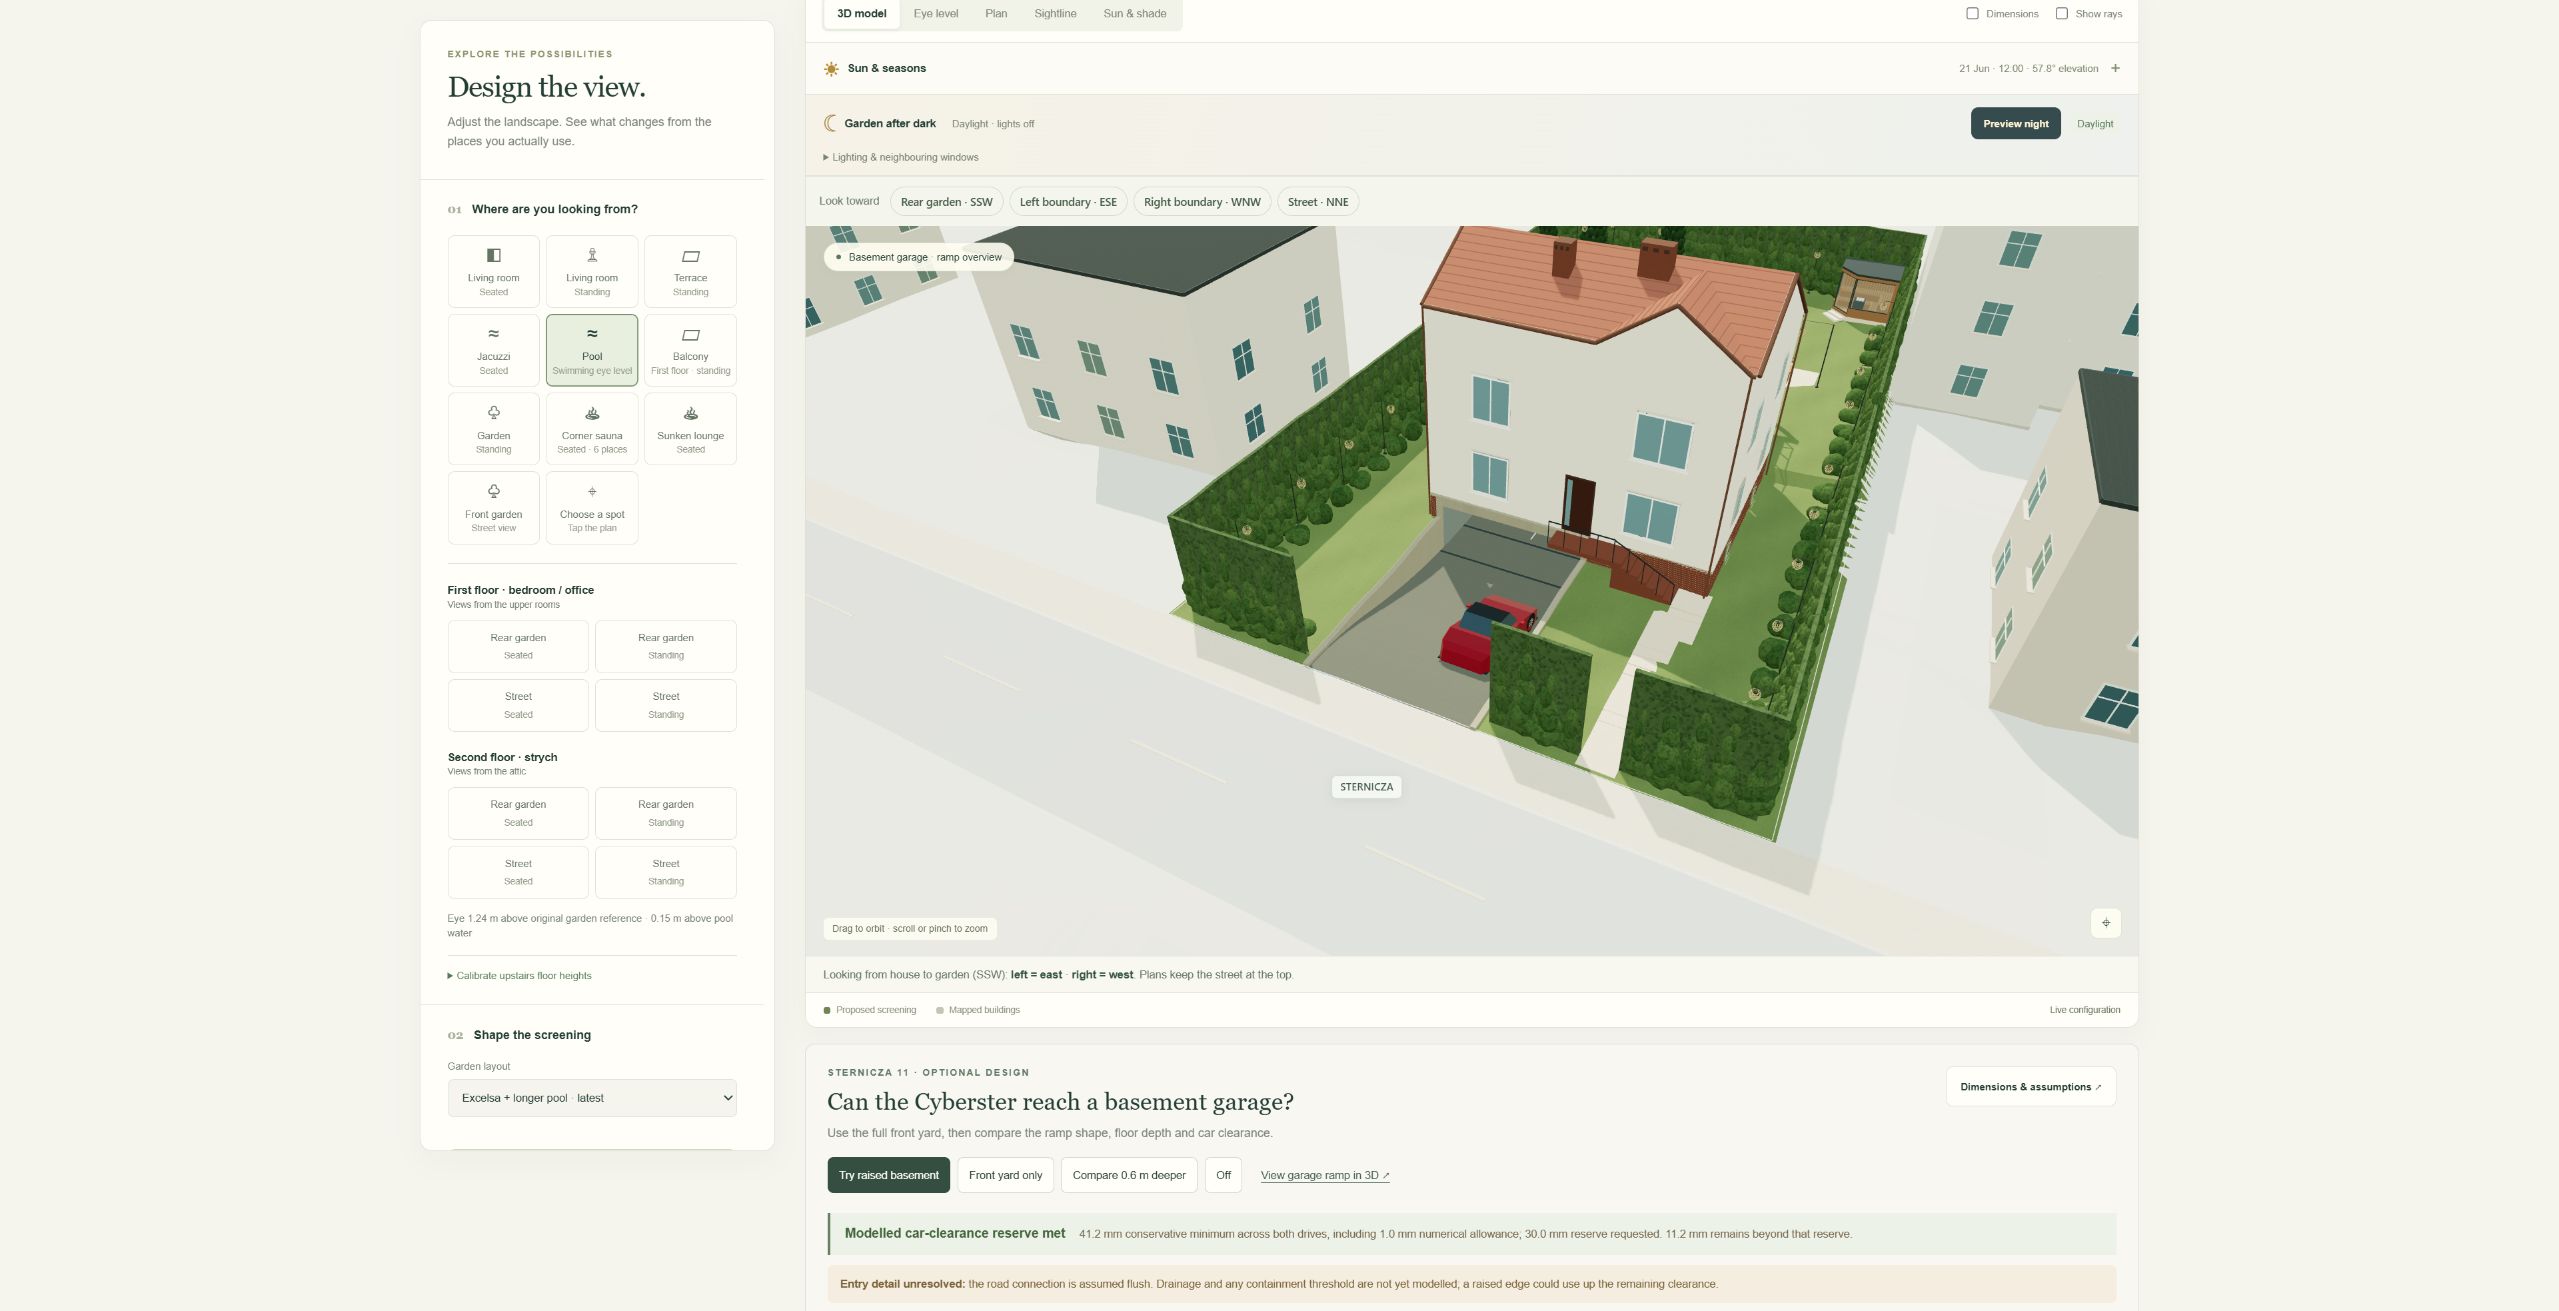 EXPLORE THE POSSIBILITIES
Design the view.
Adjust the landscape. See what changes from the
places you actually use.
01 Where are you looking from?
Living room
Seated
Living room
Standing
Terrace
Standing
Jacuzzi
Seated
Pool
Swimming eye level
Balcony
First floor · standing
Garden
Standing
Corner sauna
Seated · 6 places
Sunken lounge
Seated
Front garden
Street view
Choose a spot
Tap the plan
First floor · bedroom / office
Views from the upper rooms
Rear garden
Seated
Rear garden
Standing
Street
Seated
Street
Standing
Second floor · strych
Views from the attic
Rear garden
Seated
Rear garden
Standing
Street
Seated
Street
Standing
Eye 1.24 m above original garden reference · 0.15 m above pool
water
Calibrate upstairs floor heights
02 Shape the screening
Garden layout
Excelsa + longer pool · latest
3D model
Eye level
Plan
Sightline
Sun & shade
Dimensions
Show rays
Sun & seasons
21 Jun · 12:00 · 57.8° elevation +
Garden after dark
Daylight · lights off
Preview night
Daylight
Lighting & neighbouring windows
Look toward
Rear garden · SSW
Left boundary · ESE
Right boundary · WNW
Street · NNE
Basement garage · ramp overview
STERNICZA
Drag to orbit · scroll or pinch to zoom
Looking from house to garden (SSW): left = east · right = west. Plans keep the street at the top.
Proposed screening
Mapped buildings
Live configuration
STERNICZA 11 · OPTIONAL DESIGN
Can the Cyberster reach a basement garage?
Use the full front yard, then compare the ramp shape, floor depth and car clearance.
Dimensions & assumptions ↗
Try raised basement
Front yard only
Compare 0.6 m deeper
Off
View garage ramp in 3D ↗
Modelled car-clearance reserve met 41.2 mm conservative minimum across both drives, including 1.0 mm numerical allowance; 30.0 mm reserve requested. 11.2 mm remains beyond that reserve.
Entry detail unresolved: the road connection is assumed flush. Drainage and any containment threshold are not yet modelled; a raised edge could use up the remaining clearance.